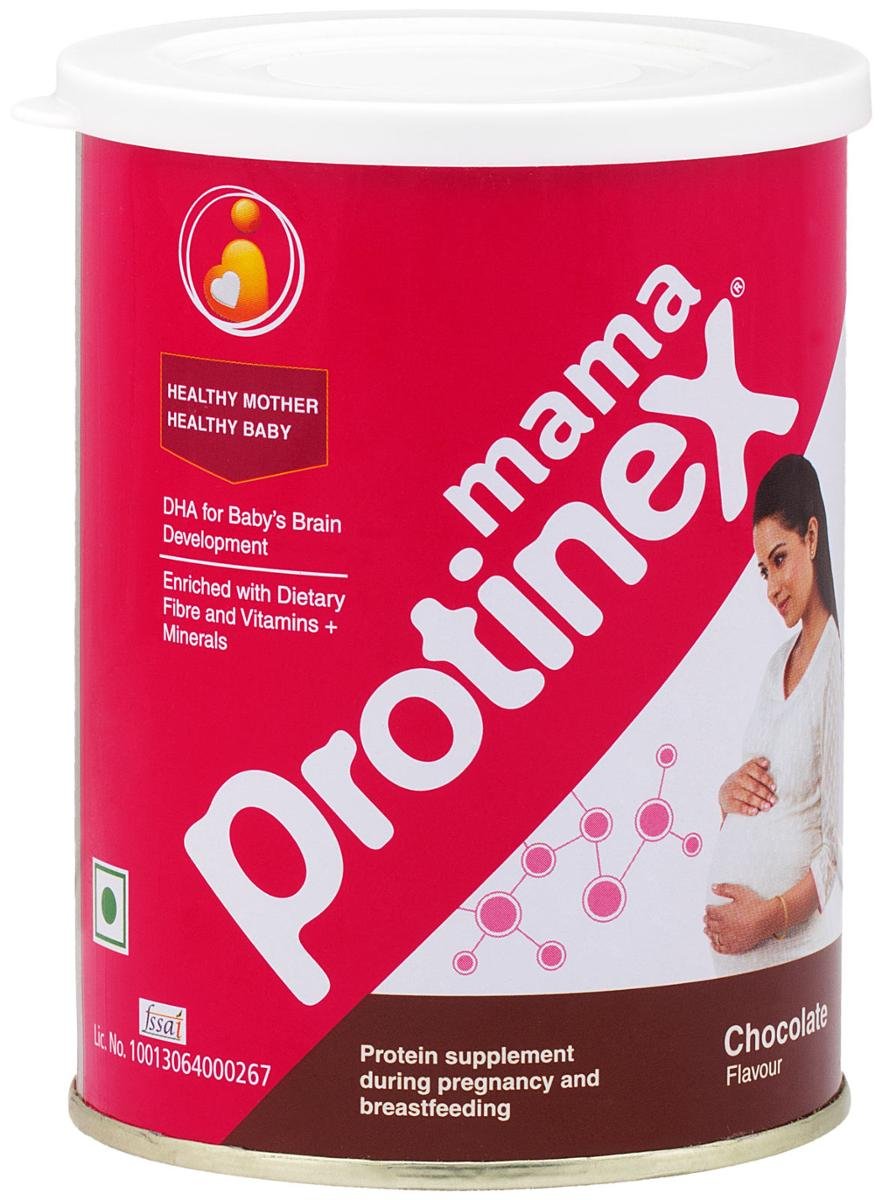 HEALTHY MOTHER
HEALTHY BABY
DHA for Baby's Brain
Development
Enriched with Dietary
Fibre and Vitamins +
Minerals
mama
protinex®
fssai
Lic. No. 10013064000267
Protein supplement
during pregnancy and
breastfeeding
Chocolate
Flavour